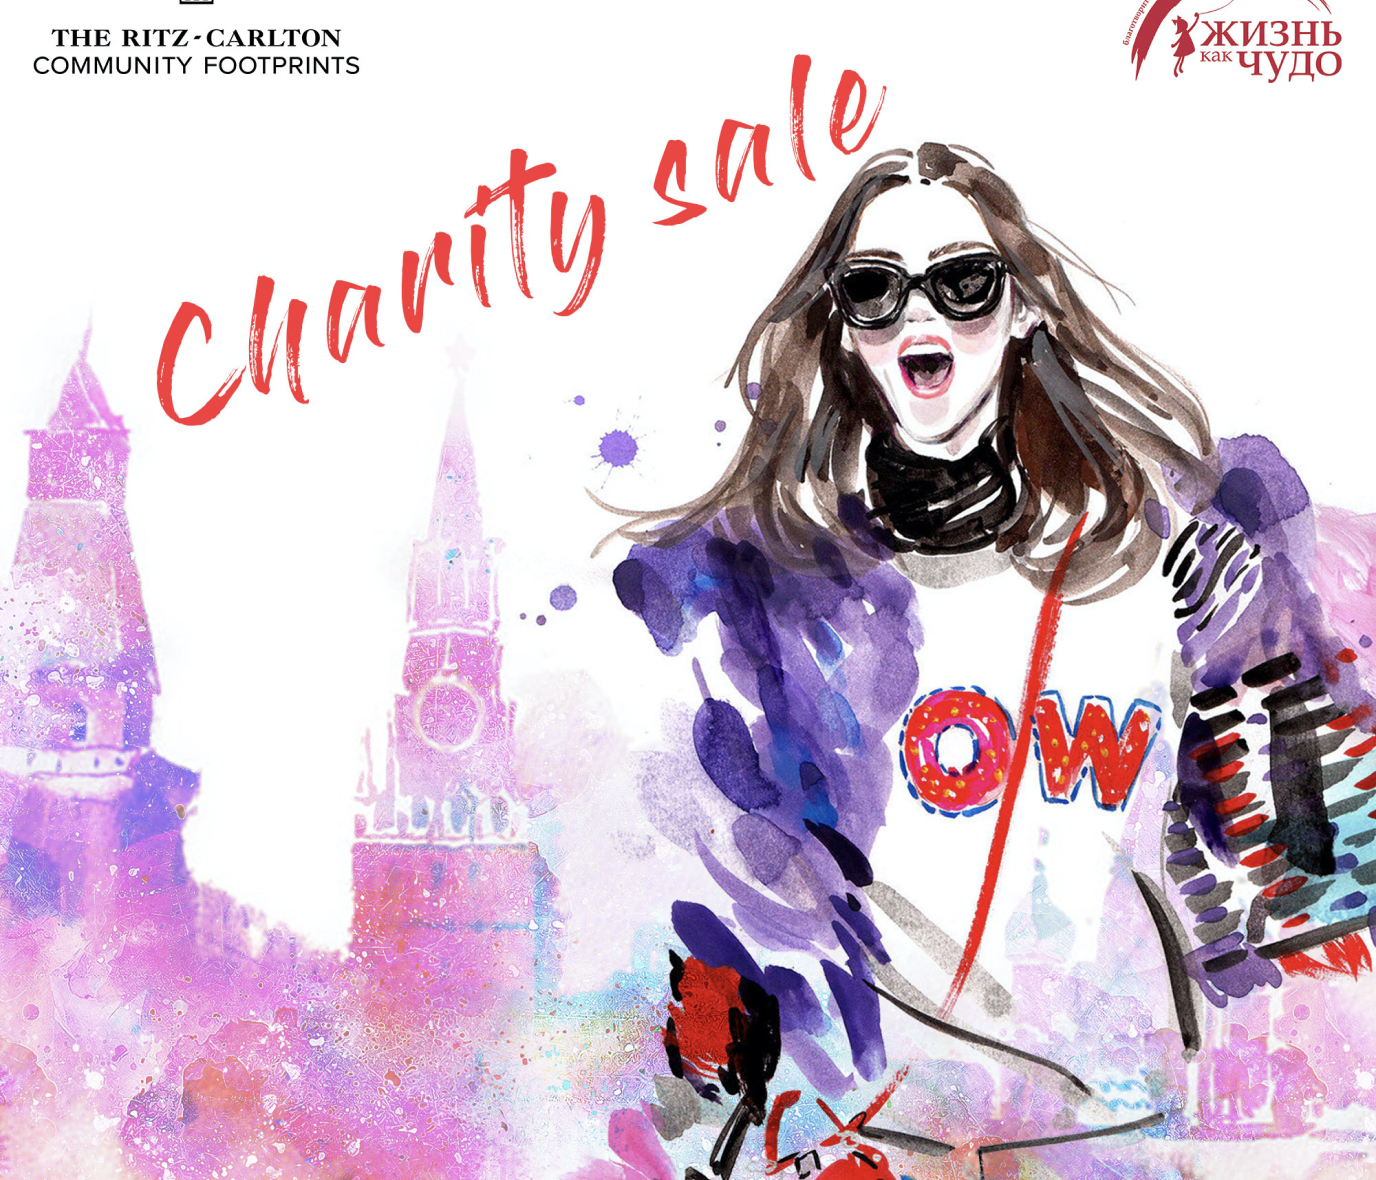 THE RITZ-CARLTON
COMMUNITY FOOTPRINTS
ЖИЗНЬ
как ЧУДО
Charity sale
OW